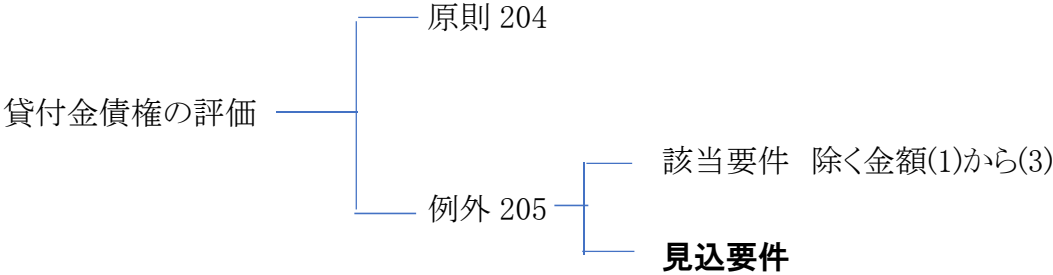 原則 204
貸付金債権の評価
該当要件　除く金額(1)から(3)
例外 205
見込要件